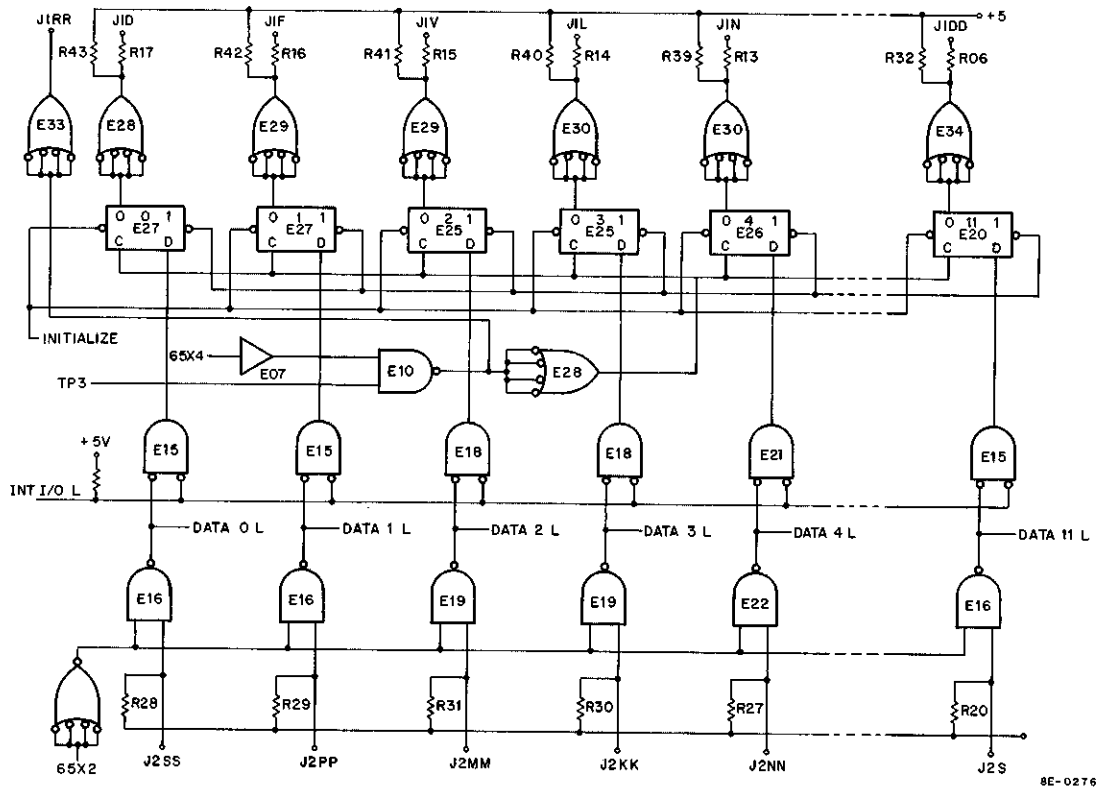 J1RR J1D J1F J1V J1L J1N J1DD +5
R43 R17 R42 R16 R41 R15 R40 R14 R39 R13 R32 R06
E33 E28 E29 E29 E30 E30 E34
0 0 1 0 1 1 0 2 1 0 3 1 0 4 1 0 11 1
E27 E27 E25 E25 E26 E20
C D C D C D C D C D C D
INITIALIZE
65X4 E07 E10 E28
TP3
+5V E15 E15 E18 E18 E21 E15
INT I/O L
DATA 0 L DATA 1 L DATA 2 L DATA 3 L DATA 4 L DATA 11 L
E16 E16 E19 E19 E22 E16
R28 R29 R31 R30 R27 R20
65X2 J2SS J2PP J2MM J2KK J2NN J2S
8E-0276